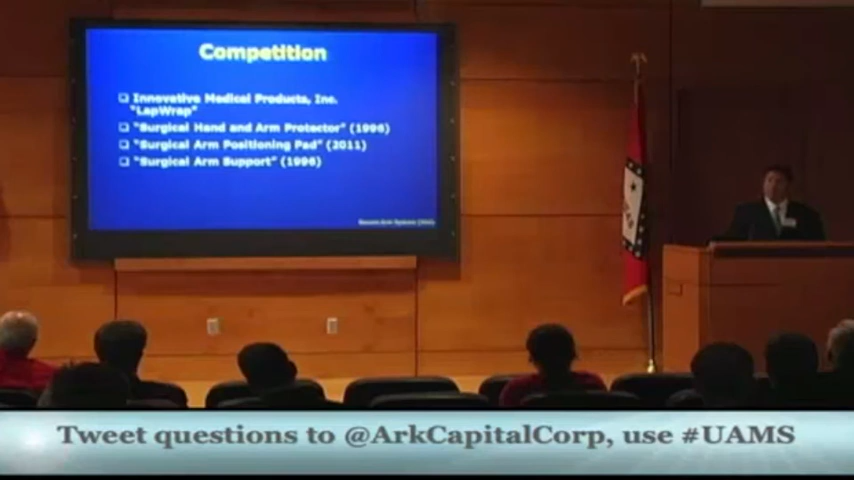 Competition
❑ Innovative Medical Products, Inc.
"LapWrap"
❑ "Surgical Hand and Arm Protector" (1996)
❑ "Surgical Arm Positioning Pad" (2011)
❑ "Surgical Arm Support" (1996)
Tweet questions to @ArkCapitalCorp, use #UAMS